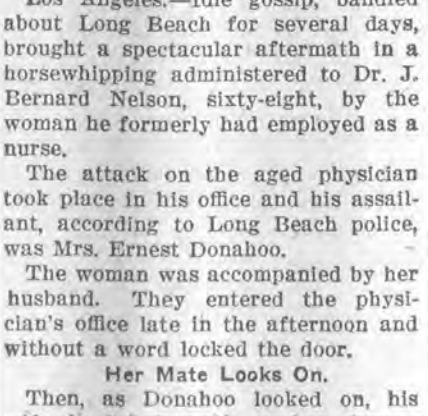 Los Angeles.—Idle gossip, bandied
about Long Beach for several days,
brought a spectacular aftermath in a
horsewhipping administered to Dr. J.
Bernard Nelson, sixty-eight, by the
woman he formerly had employed as a
nurse.
The attack on the aged physician
took place in his office and his assail-
ant, according to Long Beach police,
was Mrs. Ernest Donahoo.
The woman was accompanied by her
husband. They entered the physi-
cian's office late in the afternoon and
without a word locked the door.
Her Mate Looks On.
Then, as Donahoo looked on, his